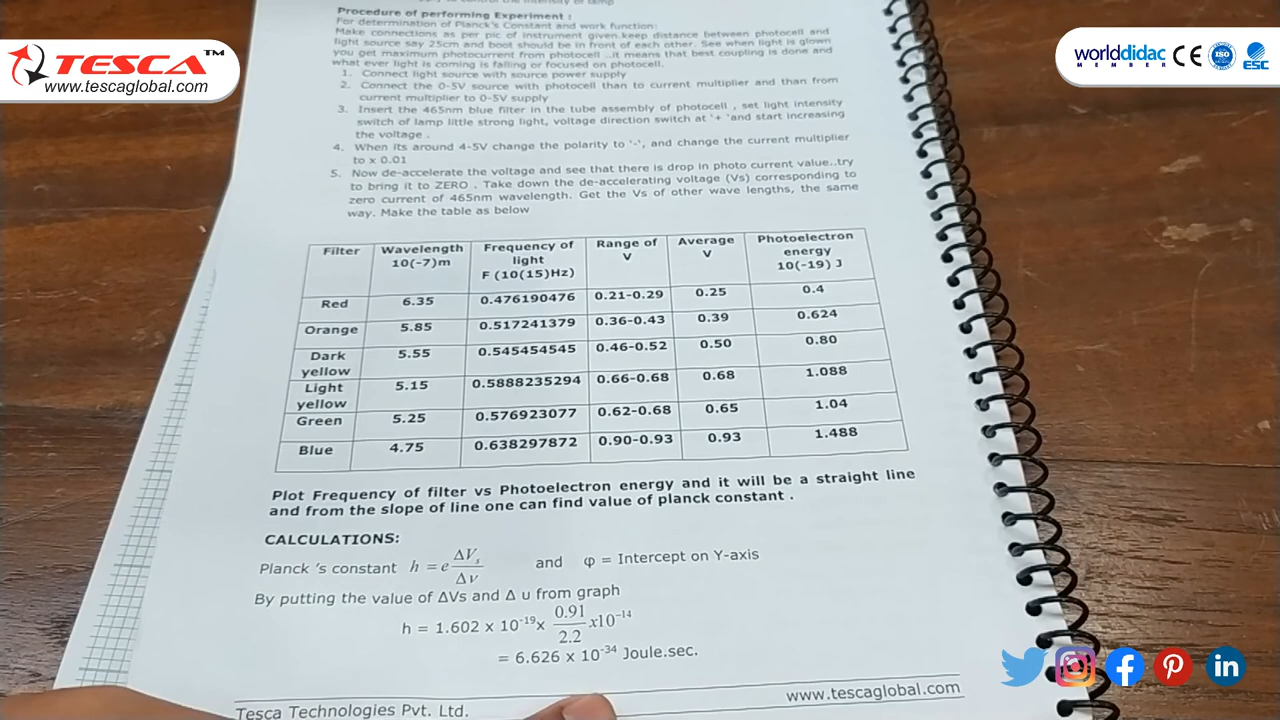 TESCA™
www.tescaglobal.com
worlddidac
MEMBER
CE
ISO
ESC
Procedure of performing Experiment :
For determination of Planck's Constant and work function:
Make connections as per pic of instrument given.keep distance between photocell and
light source say 25cm and boot should be in front of each other. See when light is glown
you get maximum photocurrent from photocell ..it means that best coupling is done and
what ever light is coming is falling or focused on photocell.
1. Connect light source with source power supply
2. Connect the 0-5V source with photocell than to current multiplier and than from
current multiplier to 0-5V supply
3. Insert the 465nm blue filter in the tube assembly of photocell , set light intensity
switch of lamp little strong light, voltage direction switch at '+ 'and start increasing
the voltage .
4. When its around 4-5V change the polarity to '-', and change the current multiplier
to x 0.01
5. Now de-accelerate the voltage and see that there is drop in photo current value..try
to bring it to ZERO . Take down the de-accelerating voltage (Vs) corresponding to
zero current of 465nm wavelength. Get the Vs of other wave lengths, the same
way. Make the table as below
Filter Wavelength 10(-7)m Frequency of light F (10(15)Hz) Range of V Average V Photoelectron energy 10(-19) J
Red 6.35 0.476190476 0.21-0.29 0.25 0.4
Orange 5.85 0.517241379 0.36-0.43 0.39 0.624
Dark yellow 5.55 0.545454545 0.46-0.52 0.50 0.80
Light yellow 5.15 0.5888235294 0.66-0.68 0.68 1.088
Green 5.25 0.576923077 0.62-0.68 0.65 1.04
Blue 4.75 0.638297872 0.90-0.93 0.93 1.488
Plot Frequency of filter vs Photoelectron energy and it will be a straight line
and from the slope of line one can find value of planck constant .
CALCULATIONS:
Planck 's constant h = e ΔVs/Δν and φ = Intercept on Y-axis
By putting the value of ΔVs and Δ υ from graph
h = 1.602 x 10⁻¹⁹x 0.91/2.2 x10⁻¹⁴
= 6.626 x 10⁻³⁴ Joule.sec.
Tesca Technologies Pvt. Ltd.
www.tescaglobal.com